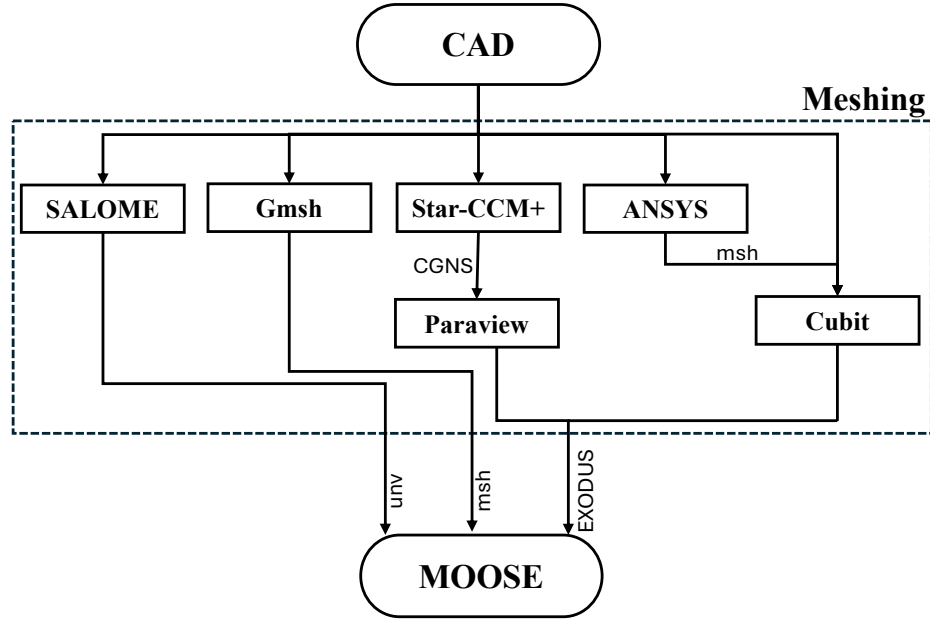 CAD
Meshing
SALOME
Gmsh
Star-CCM+
ANSYS
CGNS
msh
Paraview
Cubit
unv
msh
EXODUS
MOOSE